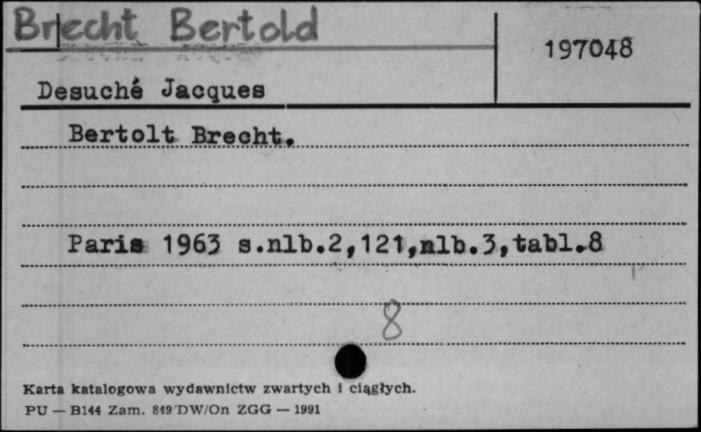 Brecht Bertold
197048
Desuché Jacques
Bertolt Brecht.
Paris 1963 s.nlb.2,121,nlb.3,tabl.8
8
Karta katalogowa wydawnictw zwartych i ciągłych.
PU — B144 Zam. 849/DW/On ZGG — 1991